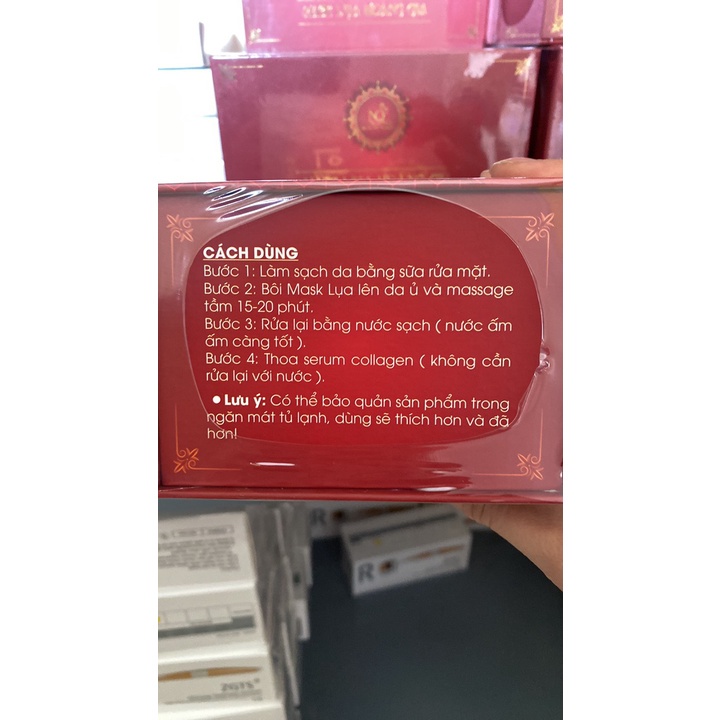 CÁCH DÙNG
Bước 1: Làm sạch da bằng sữa rửa mặt.
Bước 2: Bôi Mask Lụa lên da ủ và massage
tầm 15-20 phút.
Bước 3: Rửa lại bằng nước sạch ( nước ấm
ấm càng tốt ).
Bước 4: Thoa serum collagen ( không cần
rửa lại với nước ).
• Lưu ý: Có thể bảo quản sản phẩm trong
ngăn mát tủ lạnh, dùng sẽ thích hơn và đã
hơn!
R